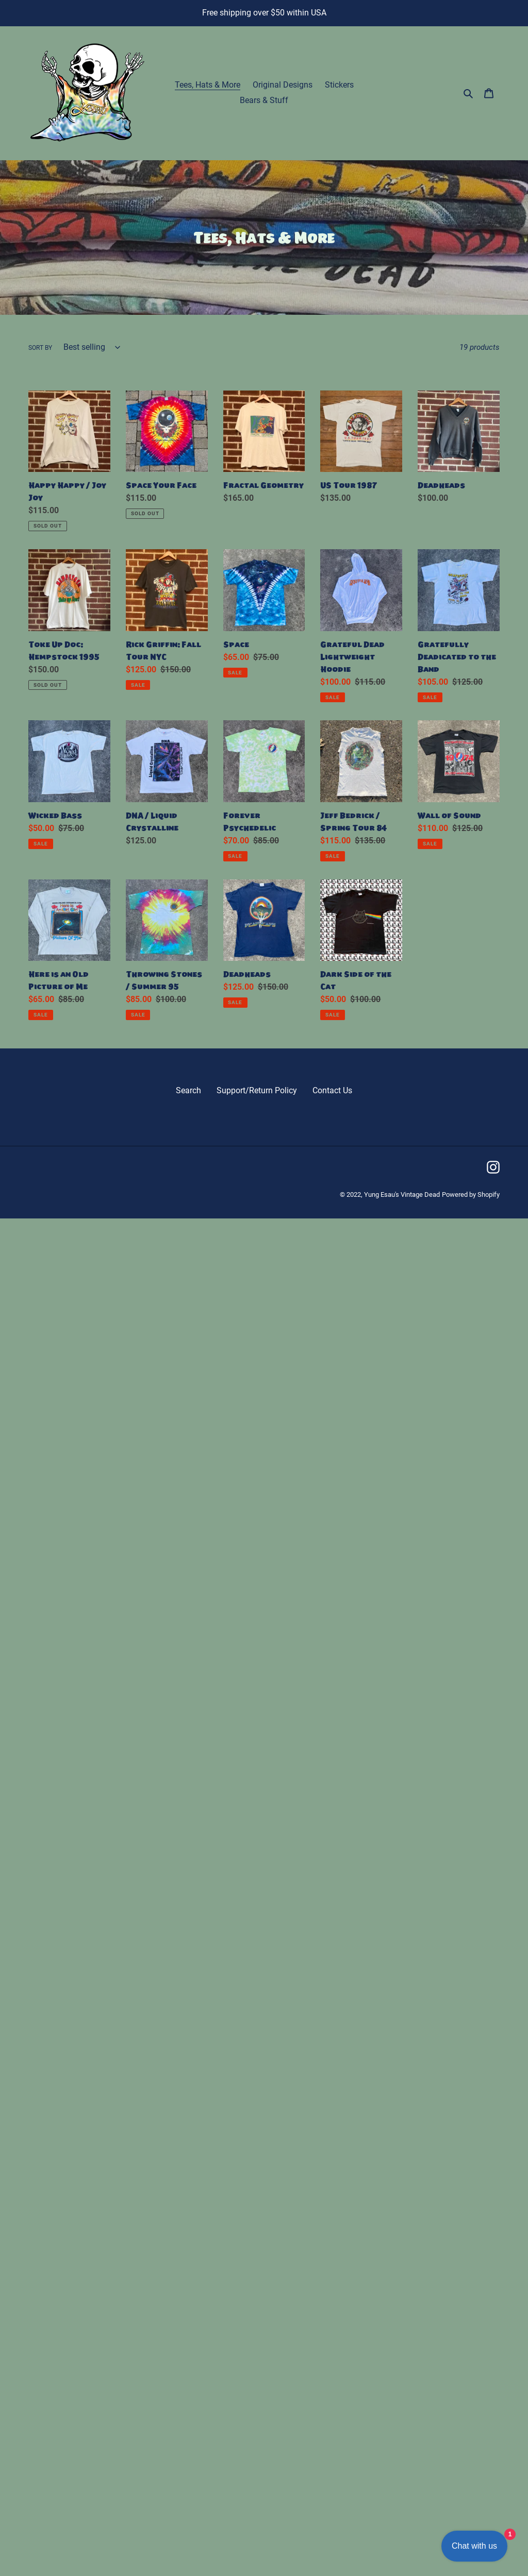 Free shipping over $50 within USA
Tees, Hats & More Original Designs Stickers
Bears & Stuff
Tees, Hats & More
THE DEAD
SORT BY Best selling
19 products
Happy Happy / Joy
Joy
$115.00
SOLD OUT
Space Your Face
$115.00
SOLD OUT
Fractal Geometry
$165.00
US Tour 1987
$135.00
Deadheads
$100.00
Toke Up Doc:
Hempstock 1995
$150.00
SOLD OUT
Rick Griffin: Fall
Tour NYC
$125.00 $150.00
SALE
Space
$65.00 $75.00
SALE
Grateful Dead
Lightweight
Hoodie
$100.00 $115.00
SALE
Gratefully
Deadicated to the
Band
$105.00 $125.00
SALE
Wicked Bass
$50.00 $75.00
SALE
DNA / Liquid
Crystalline
$125.00
Forever
Psychedelic
$70.00 $85.00
SALE
Jeff Bedrick /
Spring Tour 84
$115.00 $135.00
SALE
Wall of Sound
$110.00 $125.00
SALE
Here is an Old
Picture of Me
$65.00 $85.00
SALE
Throwing Stones
/ Summer 95
$85.00 $100.00
SALE
Deadheads
$125.00 $150.00
SALE
Dark Side of the
Cat
$50.00 $100.00
SALE
Search Support/Return Policy Contact Us
© 2022, Yung Esau's Vintage Dead Powered by Shopify
Chat with us
1